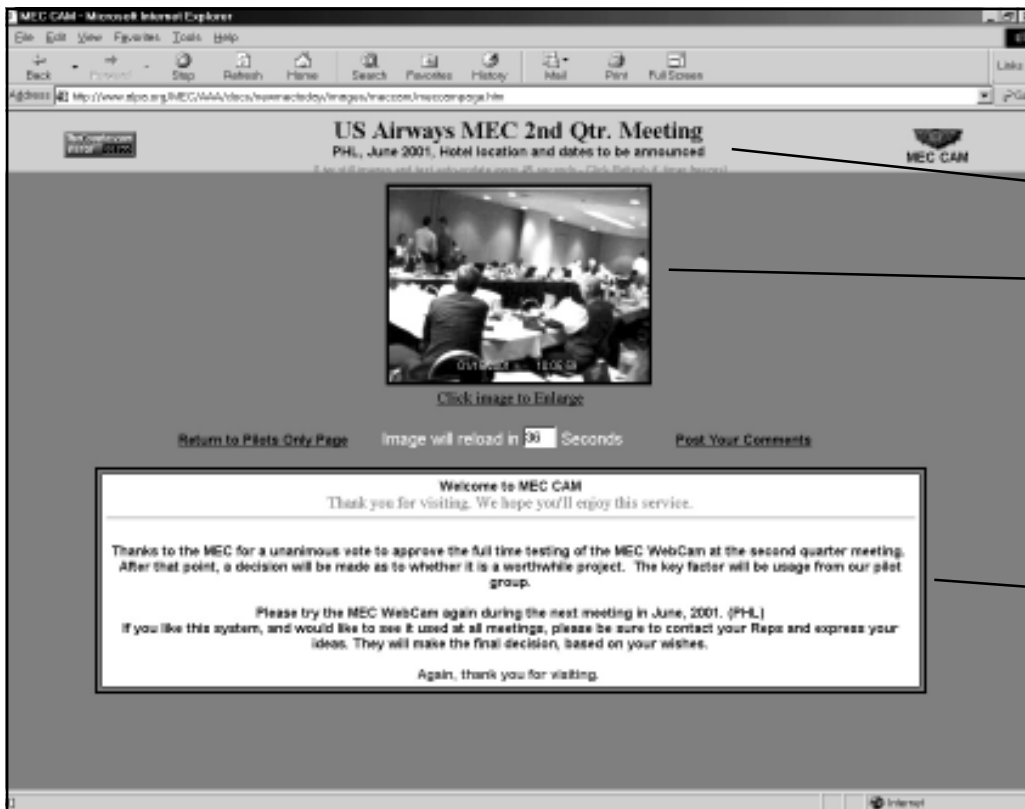 MEC CAM - Microsoft Internet Explorer
File Edit View Favorites Tools Help
Back Forward Stop Refresh Home Search Favorites History Mail Print Full Screen
Links
Address
US Airways MEC 2nd Qtr. Meeting
PHL, June 2001, Hotel location and dates to be announced
MEC CAM
Click image to Enlarge
Return to Pilots Only Page Image will reload in 36 Seconds Post Your Comments
Welcome to MEC CAM
Thank you for visiting. We hope you'll enjoy this service.
Thanks to the MEC for a unanimous vote to approve the full time testing of the MEC WebCam at the second quarter meeting.
After that point, a decision will be made as to whether it is a worthwhile project. The key factor will be usage from our pilot
group.
Please try the MEC WebCam again during the next meeting in June, 2001. (PHL)
If you like this system, and would like to see it used at all meetings, please be sure to contact your Reps and express your
ideas. They will make the final decision, based on your wishes.
Again, thank you for visiting.
Internet